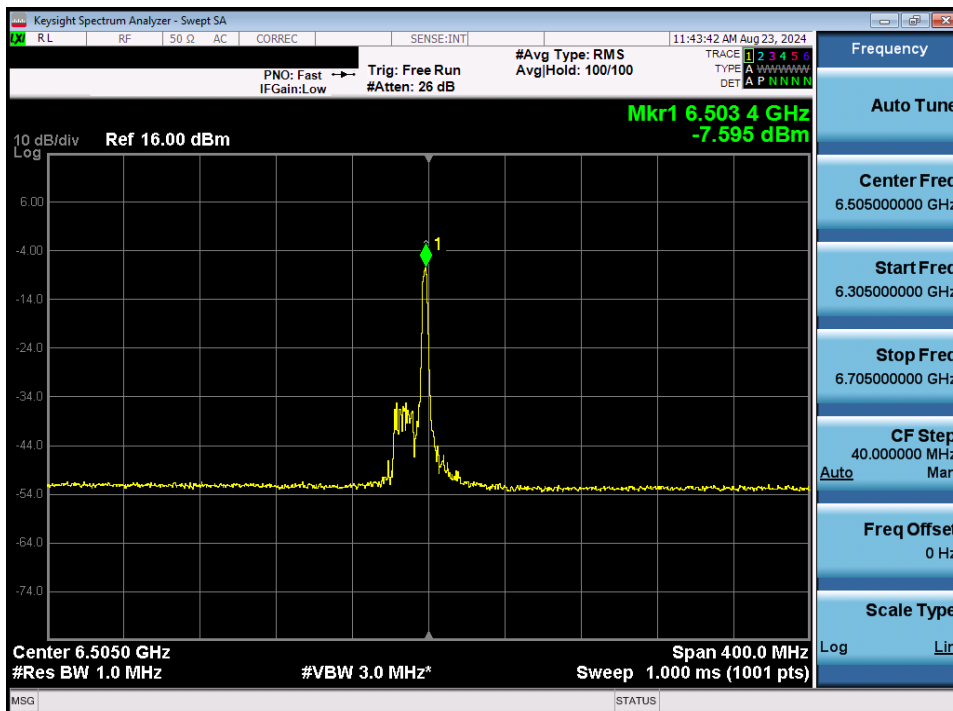 Keysight Spectrum Analyzer - Swept SA
LXI RL RF 50 Ω AC CORREC SENSE:INT 11:43:42 AM Aug 23, 2024
PNO: Fast
IFGain:Low
Trig: Free Run
#Atten: 26 dB
#Avg Type: RMS
Avg|Hold: 100/100
TRACE 1 2 3 4 5 6
TYPE A WWWWW
DET A P N N N N
Mkr1 6.503 4 GHz
-7.595 dBm
10 dB/div Ref 16.00 dBm
Log
6.00
-4.00
-14.0
-24.0
-34.0
-44.0
-54.0
-64.0
-74.0
1
Center 6.5050 GHz Span 400.0 MHz
#Res BW 1.0 MHz #VBW 3.0 MHz* Sweep 1.000 ms (1001 pts)
MSG STATUS
Frequency
Auto Tune
Center Freq
6.505000000 GHz
Start Freq
6.305000000 GHz
Stop Freq
6.705000000 GHz
CF Step
40.000000 MHz
Auto Man
Freq Offset
0 Hz
Scale Type
Log Lin